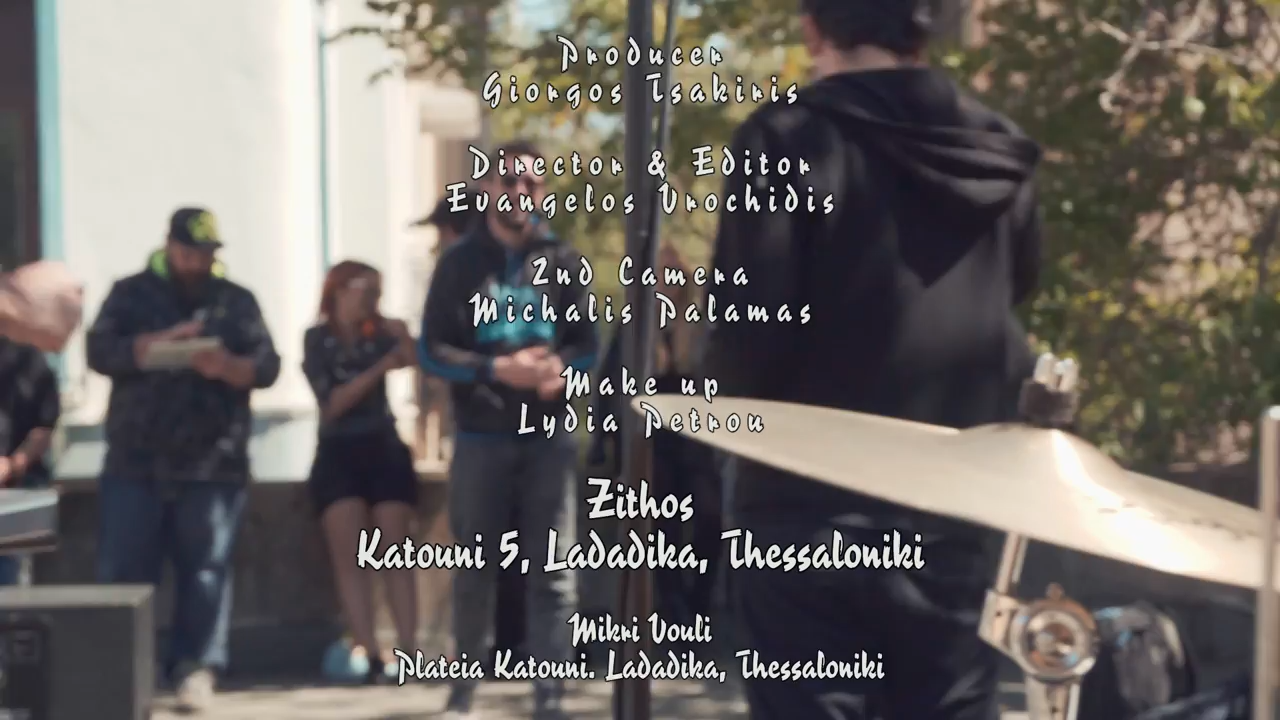 Producer
Giorgos Tsakiris
Director & Editor
Evangelos Vrochidis
2nd Camera
Michalis Palamas
Make up
Lydia Petrou
Zithos
Katouni 5, Ladadika, Thessaloniki
Mikri Vouli
Plateia Katouni. Ladadika, Thessaloniki